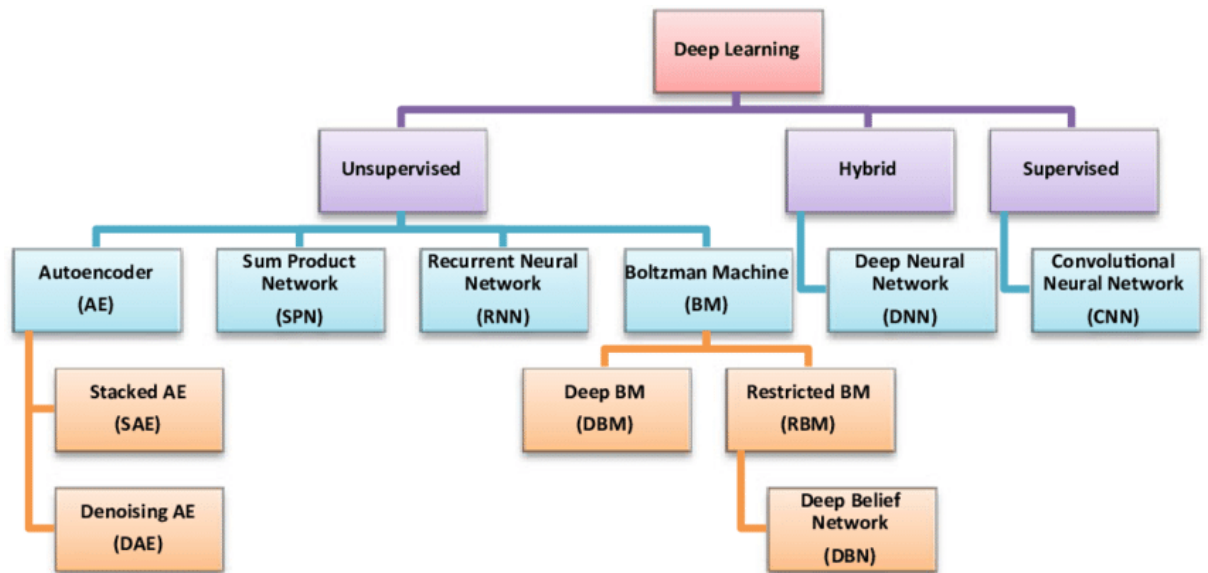 Deep Learning
Unsupervised
Hybrid
Supervised
Autoencoder
(AE)
Sum Product
Network
(SPN)
Recurrent Neural
Network
(RNN)
Boltzman Machine
(BM)
Deep Neural
Network
(DNN)
Convolutional
Neural Network
(CNN)
Stacked AE
(SAE)
Deep BM
(DBM)
Restricted BM
(RBM)
Denoising AE
(DAE)
Deep Belief
Network
(DBN)